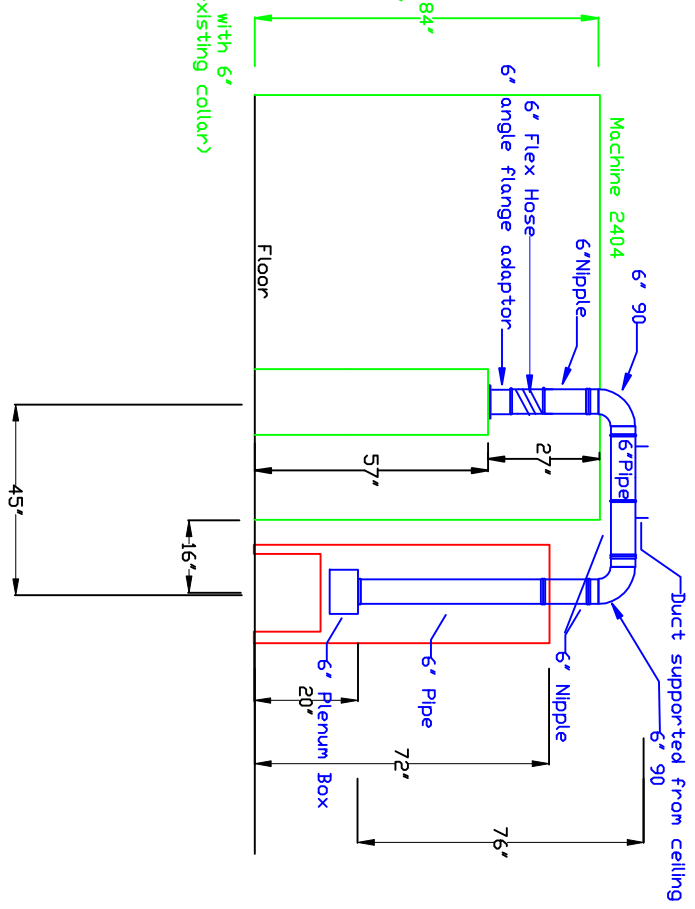 Machine 2404
84"
with 6"
existing collar)
6" 90
6"Nipple
6" Flex Hose
6" angle flange adaptor
6"Pipe
Duct supported from ceiling
6" 90
27"
57"
Floor
45"
16"
6" Nipple
6" Pipe
6" Plenum Box
20"
72"
76"